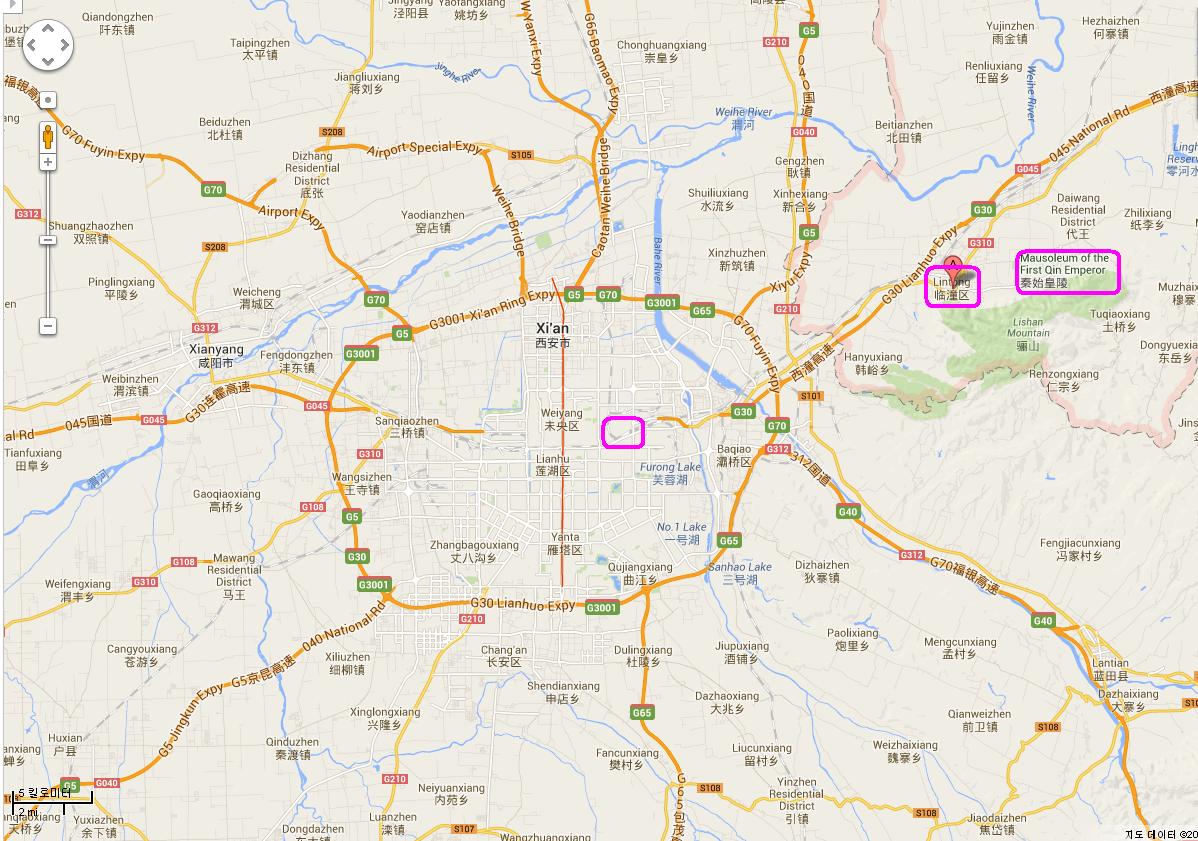 Qiandongzhen
阡东镇
泾阳县
Yaofangxiang
姚坊乡
W Yanxi Expy
G65 Baomao Expy
Chonghuangxiang
崇皇乡
G210
G5
040国道
Yujinzhen
雨金镇
Hezhaizhen
何寨镇
Taipingzhen
太平镇
Jiangliuxiang
蒋刘乡
Jinghe River
Renliuxiang
任留乡
Weihe River
西潼高速
福银高速
G70 Fuyin Expy
Beiduzhen
北杜镇
S208
Airport Special Expy
S105
Weihe River
渭河
G040
Beitianzhen
北田镇
045 National Rd
G045
Dizhang
Residential
District
底张
Gengzhen
耿镇
G70
G312
Airport Expy
Yaodianzhen
窑店镇
Weihe Bridge
Caotan Weihe Bridge
Shuiliuxiang
水流乡
Xinhexiang
新合乡
G5
Daiwang
Residential
District
代王
Zhilixiang
纸李乡
G30
G310
Shuangzhaozhen
双照镇
S208
Bahe River
Xinzhuzhen
新筑镇
Xiyu Expy
G30 Lianhuo Expy
A
Lintong
临潼区
Mausoleum of the
First Qin Emperor
秦始皇陵
Pinglingxiang
平陵乡
Weichengzhen
渭城区
G70
G3001 Xi'an Ring Expy
G5
G70
G3001
G65
G210
G5
G312
G3001
Xi'an
西安市
G70 Fuyin Expy
西潼高速
Lishan
Mountain
骊山
Tuqiaoxiang
土桥乡
Xianyang
咸阳市
Fengdongzhen
沣东镇
Hanyuxiang
韩峪乡
Renzongxiang
仁宗乡
Weibinzhen
渭滨镇
G30连霍高速
G045
045国道
G045
Sanqiaozhen
三桥镇
Weiyang
未央区
G30
S101
G70
G312
312国道
G310
Lianhu
莲湖区
Furong Lake
芙蓉湖
Baqiao
灞桥区
渭河
Wangsizhen
王寺镇
Gaoqiaoxiang
高桥乡
G108
G5
G40
No.1 Lake
一号湖
G65
Yanta
雁塔区
Zhangbagouxiang
丈八沟乡
G30
G108
Mawang
Residential
District
马王
G310
Weifengxiang
渭丰乡
G3001
Qujiangxiang
曲江乡
Sanhao Lake
三号湖
Dizhaizhen
狄寨镇
G312
Fengjiacunxiang
冯家村乡
G70福银高速
G30 Lianhuo Expy
G3001
G210
040 National Rd
G40
Cangyouxiang
苍游乡
Xiliuzhen
细柳镇
Chang'an
长安区
Dulingxiang
杜陵乡
Jiupuxiang
酒铺乡
Paolixiang
炮里乡
Mengcunxiang
孟村乡
Lantian
蓝田县
G5 Jingkun Expy
G5京昆高速
Shendianxiang
申店乡
Dazhaoxiang
大兆乡
Dazhaixiang
大寨乡
Xinglongxiang
兴隆乡
G65
Qianweizhen
前卫镇
S108
Huxian
户县
Qinduzhen
秦渡镇
Fancunxiang
樊村乡
Liucunxiang
留村乡
Weizhaixiang
魏寨乡
G5
G040
G210
Neiyuanxiang
内苑乡
G65包茂
S108
Yinzhen
Residential
District
引镇
5 킬로미터
2 mi
天桥乡
Yuxiazhen
余下镇
Dongdazhen
Luanzhen
滦镇
S107
Wangzhuangxiang
S108
Jiaodaizhen
焦岱镇
지도 데이터 ©20